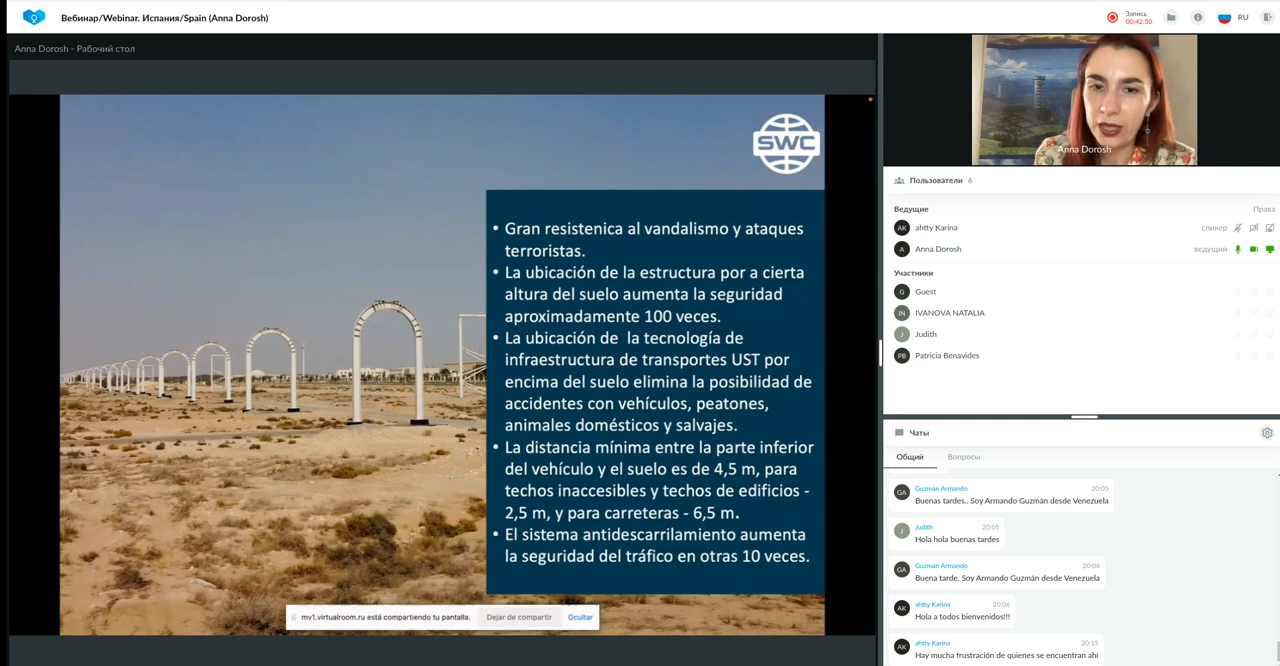 Вебинар/Webinar. Испания/Spain (Anna Dorosh)
Запись
00:42:50
RU
Anna Dorosh - Рабочий стол
SWC
• Gran resistenica al vandalismo y ataques
terroristas.
• La ubicación de la estructura por a cierta
altura del suelo aumenta la seguridad
aproximadamente 100 veces.
• La ubicación de la tecnología de
infraestructura de transportes UST por
encima del suelo elimina la posibilidad de
accidentes con vehículos, peatones,
animales domésticos y salvajes.
• La distancia mínima entre la parte inferior
del vehículo y el suelo es de 4,5 m, para
techos inaccesibles y techos de edificios -
2,5 m, y para carreteras - 6,5 m.
• El sistema antidescarrilamiento aumenta
la seguridad del tráfico en otras 10 veces.
mv1.virtualroom.ru está compartiendo tu pantalla. Dejar de compartir Ocultar
Anna Dorosh
Пользователи 6
Ведущие Права
AK ahtty Karina спикер
A Anna Dorosh ведущий
Участники
G Guest
IN IVANOVA NATALIA
J Judith
PB Patricia Benavides
Чаты
Общий Вопросы
GA Guzmán Armando 20:05
Buenas tardes.. Soy Armando Guzmán desde Venezuela
J Judith 20:05
Hola hola buenas tardes
GA Guzmán Armando 20:06
Buena tarde. Soy Armando Guzmán desde Venezuela
AK ahtty Karina 20:06
Hola a todos bienvenidos!!!
AK ahtty Karina 20:15
Hay mucha frustración de quienes se encuentran ahí